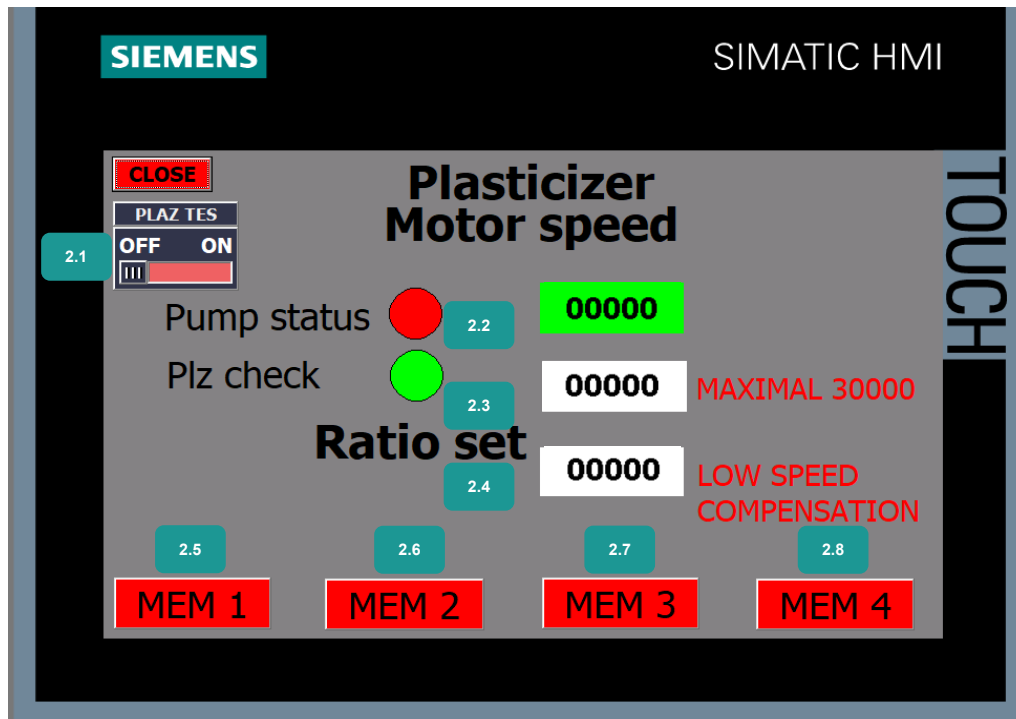 SIEMENS
SIMATIC HMI
TOUCH
CLOSE
Plasticizer
Motor speed
PLAZ TES
OFF ON
2.1
Pump status
2.2
00000
Plz check
2.3
00000
MAXIMAL 30000
Ratio set
2.4
00000
LOW SPEED
COMPENSATION
2.5
2.6
2.7
2.8
MEM 1
MEM 2
MEM 3
MEM 4